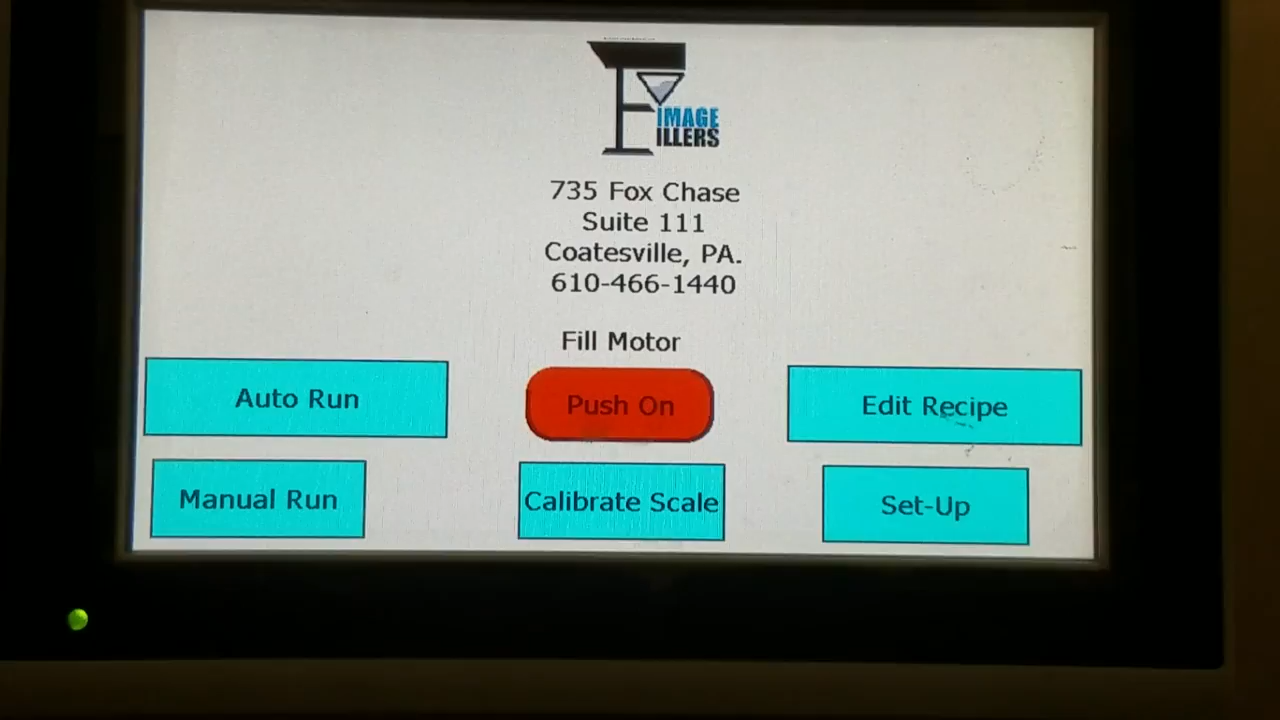 IMAGE
FILLERS
735 Fox Chase
Suite 111
Coatesville, PA.
610-466-1440
Fill Motor
Auto Run
Push On
Edit Recipe
Manual Run
Calibrate Scale
Set-Up